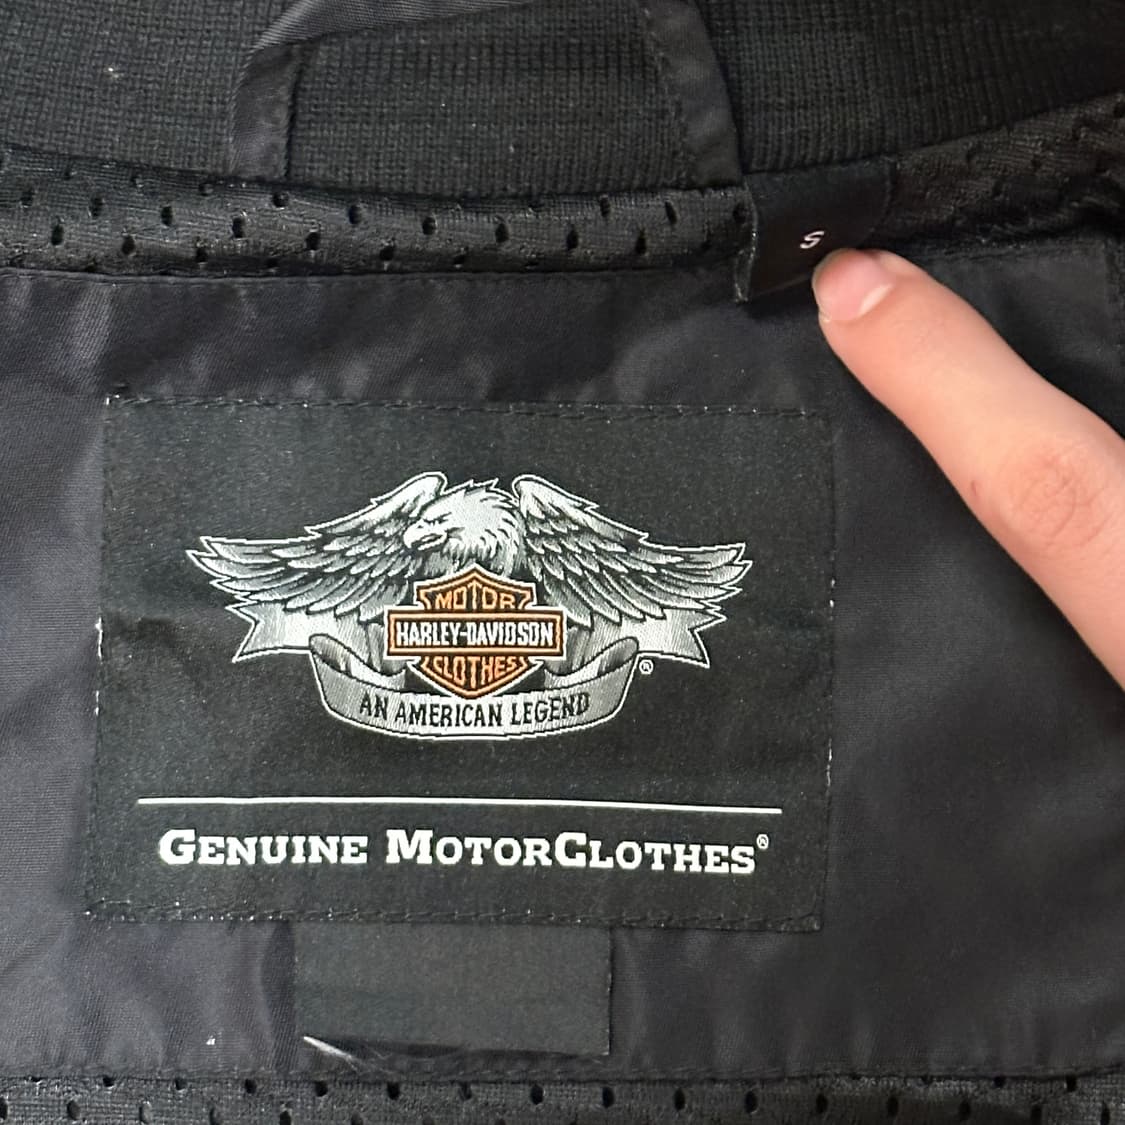 S
MOTOR
HARLEY-DAVIDSON
CLOTHES
®
AN AMERICAN LEGEND
GENUINE MOTORCLOTHES®